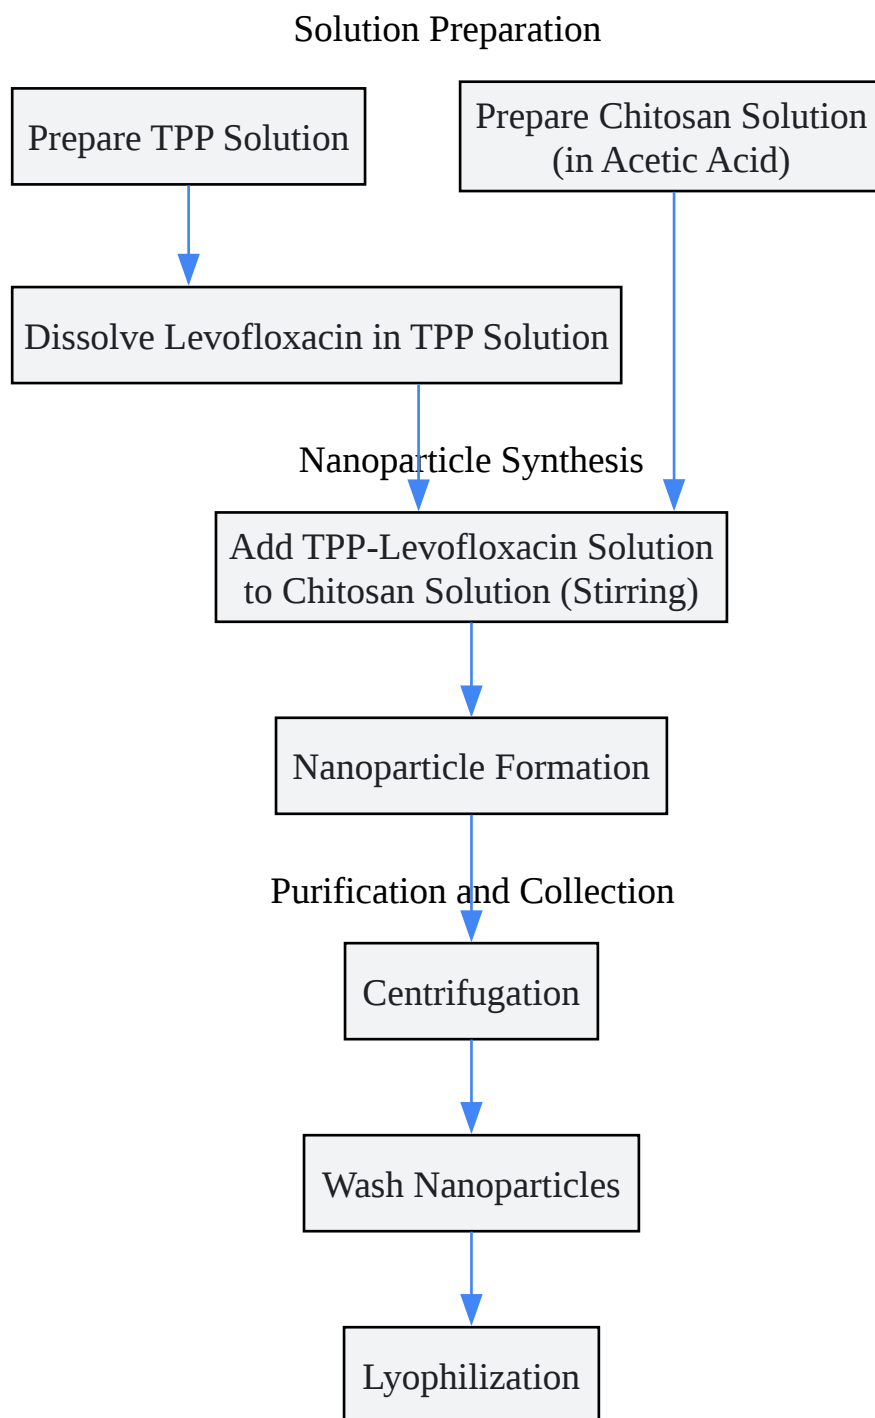 Solution Preparation
Prepare TPP Solution
Prepare Chitosan Solution
(in Acetic Acid)
Dissolve Levofloxacin in TPP Solution
Nanoparticle Synthesis
Add TPP-Levofloxacin Solution
to Chitosan Solution (Stirring)
Nanoparticle Formation
Purification and Collection
Centrifugation
Wash Nanoparticles
Lyophilization